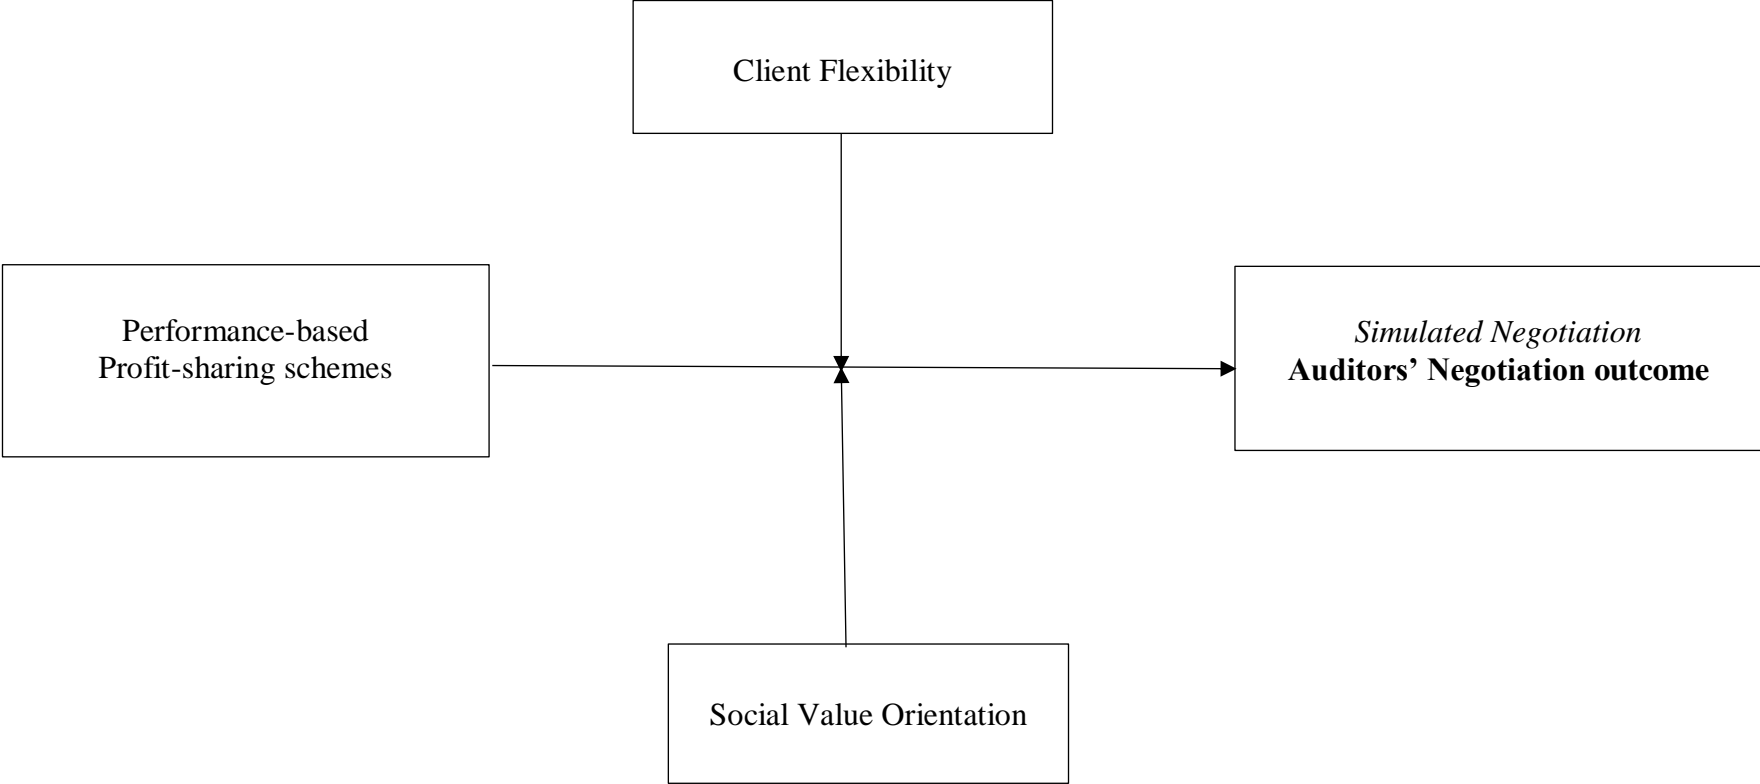 Client Flexibility
Performance-based
Profit-sharing schemes
Simulated Negotiation
Auditors’ Negotiation outcome
Social Value Orientation